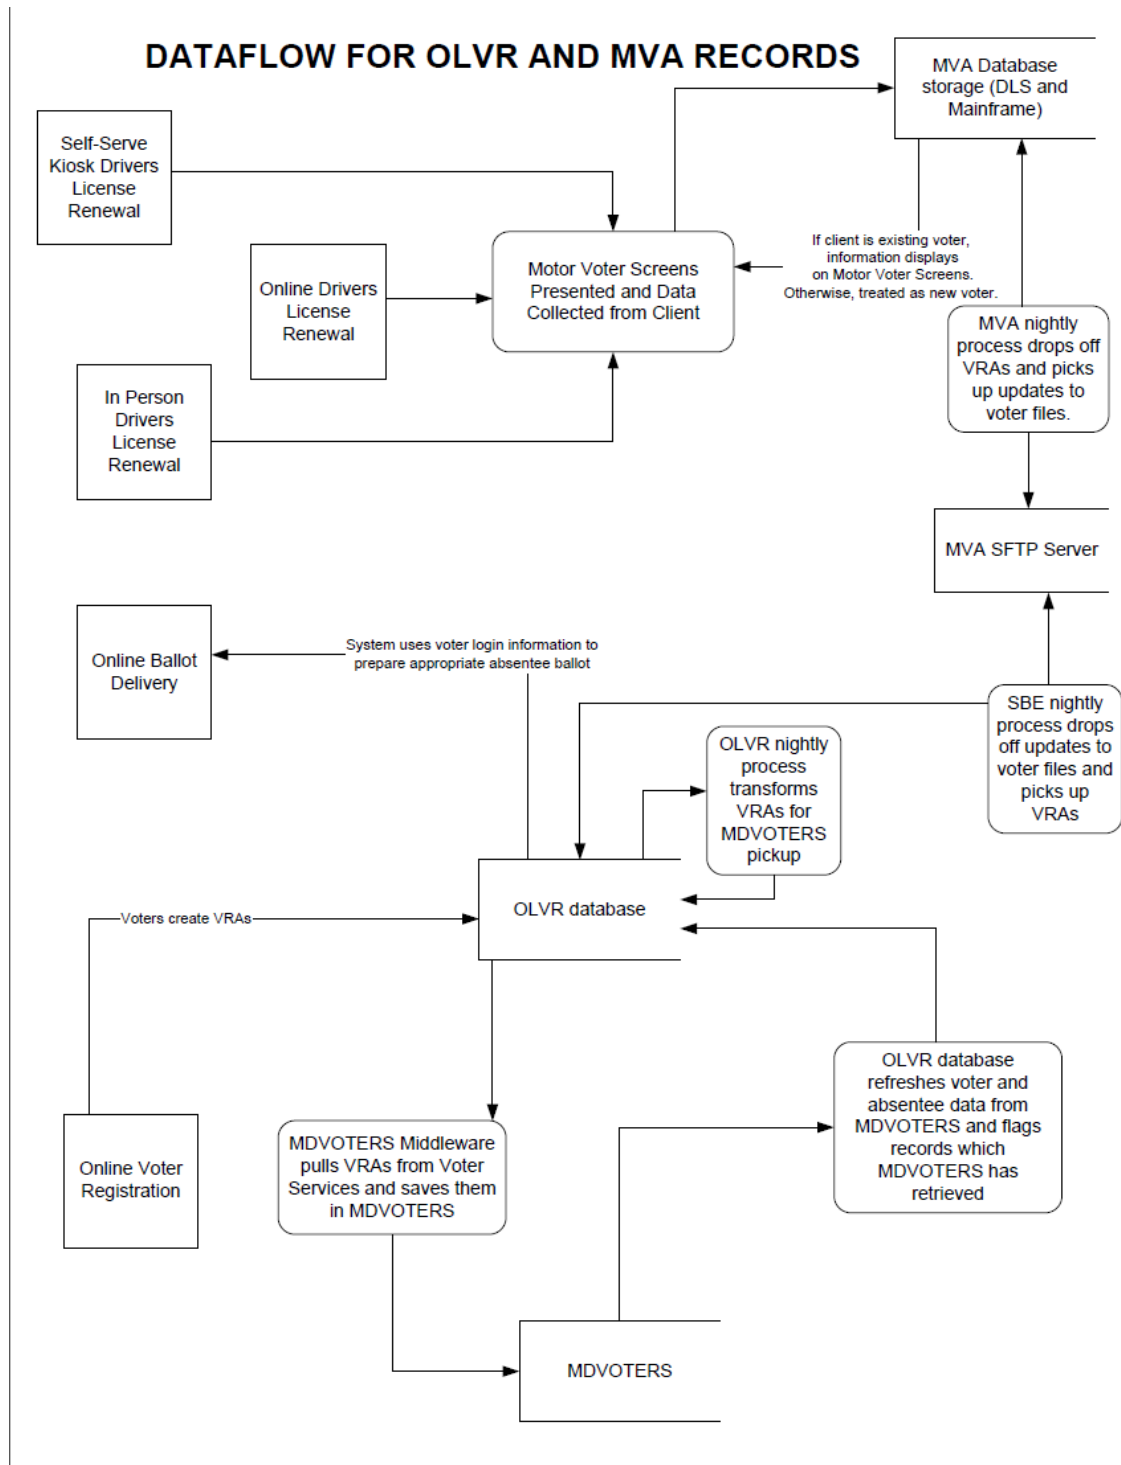 DATAFLOW FOR OLVR AND MVA RECORDS
MVA Database
storage (DLS and
Mainframe)
Self-Serve
Kiosk Drivers
License
Renewal
If client is existing voter,
information displays
on Motor Voter Screens.
Otherwise, treated as new voter.
Motor Voter Screens
Presented and Data
Collected from Client
Online Drivers
License
Renewal
MVA nightly
process drops off
VRAs and picks
up updates to
voter files.
In Person
Drivers
License
Renewal
MVA SFTP Server
System uses voter login information to
prepare appropriate absentee ballot
Online Ballot
Delivery
SBE nightly
process drops
off updates to
voter files and
picks up
VRAs
OLVR nightly
process
transforms
VRAs for
MDVOTERS
pickup
OLVR database
Voters create VRAs
OLVR database
refreshes voter and
absentee data from
MDVOTERS and flags
records which
MDVOTERS has
retrieved
MDVOTERS Middleware
pulls VRAs from Voter
Services and saves them
in MDVOTERS
Online Voter
Registration
MDVOTERS